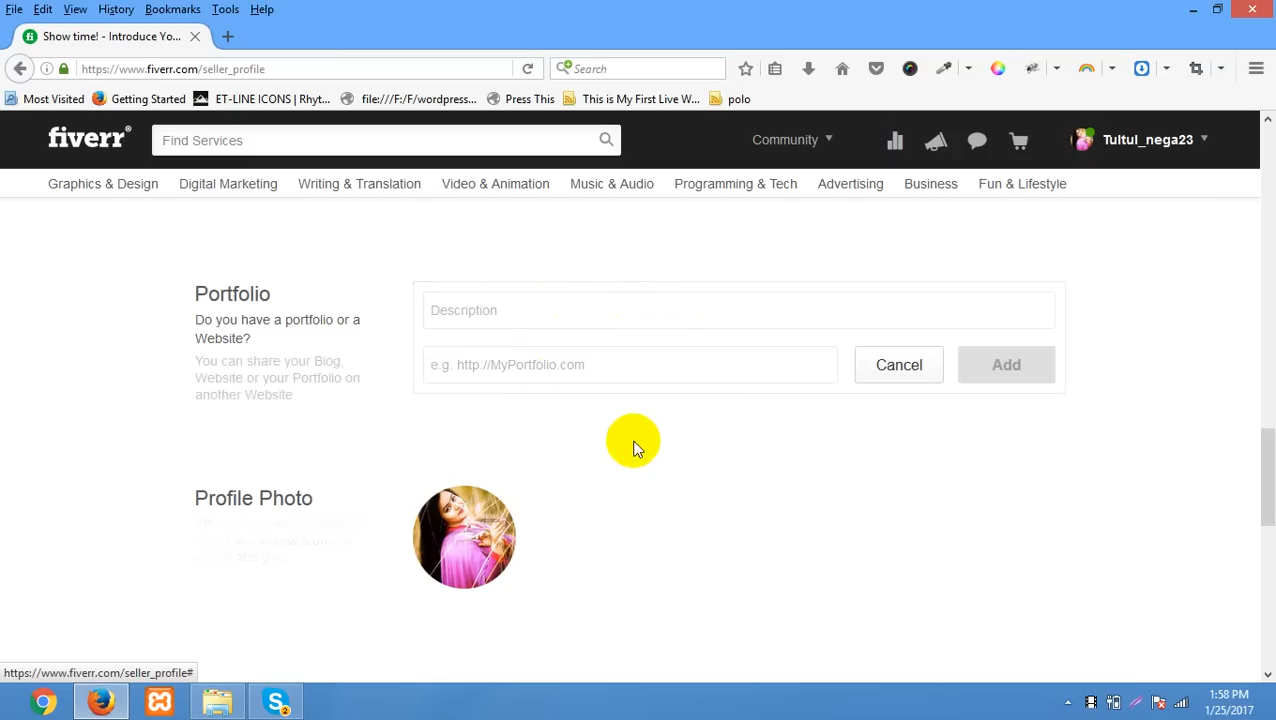 File Edit View History Bookmarks Tools Help
Show time! - Introduce Yo...
https://www.fiverr.com/seller_profile
Search
Most Visited Getting Started ET-LINE ICONS | Rhyt... file:///F:/F/wordpress... Press This This is My First Live W... polo
fiverr® Find Services Community Tultul_nega23
Graphics & Design Digital Marketing Writing & Translation Video & Animation Music & Audio Programming & Tech Advertising Business Fun & Lifestyle
Portfolio
Do you have a portfolio or a
Website?
You can share your Blog,
Website or your Portfolio on
another Website
Description
e.g. http://MyPortfolio.com Cancel Add
Profile Photo
https://www.fiverr.com/seller_profile#
2
1:58 PM
1/25/2017